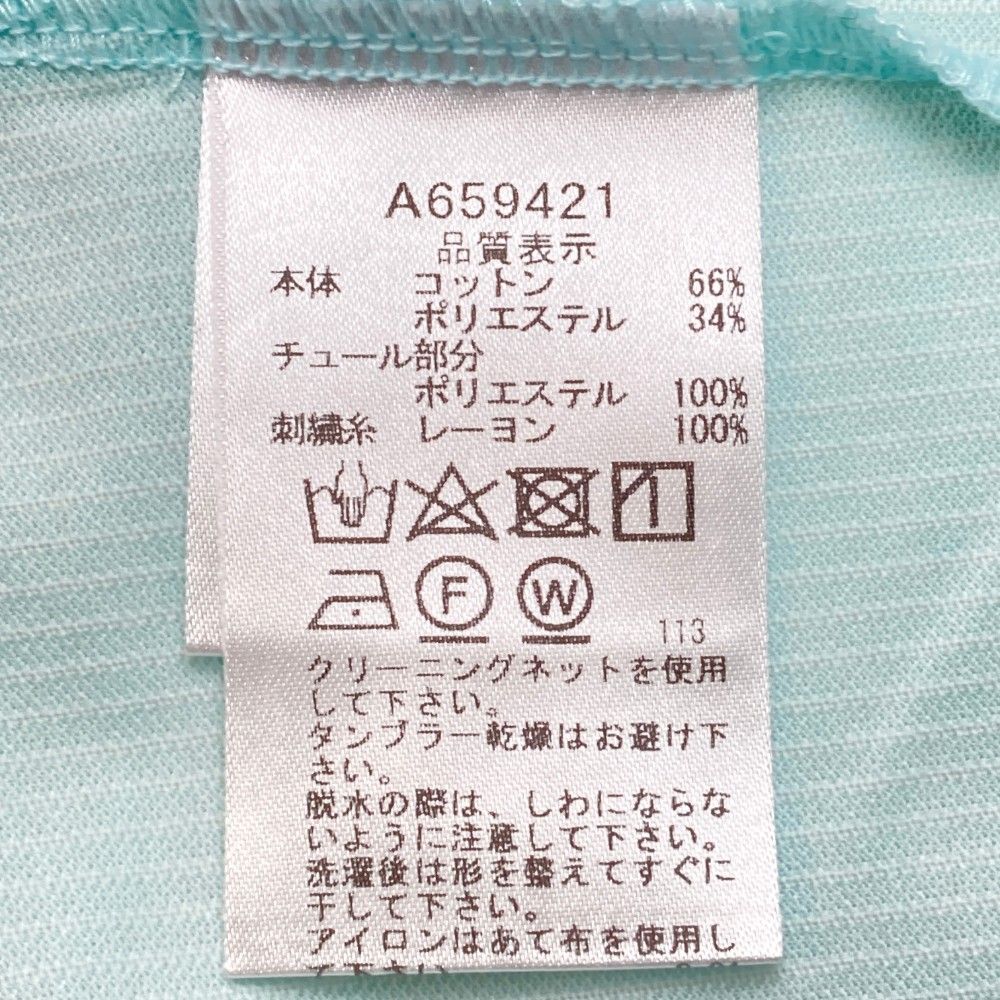 A659421
品質表示
本体 コットン 66%
ポリエステル 34%
チュール部分
ポリエステル 100%
刺繍糸 レーヨン 100%
F W
113
クリーニングネットを使用
して下さい。
タンブラー乾燥はお避け下
さい。
脱水の際は、しわにならな
いように注意して下さい。
洗濯後は形を整えてすぐに
干して下さい。
アイロンはあて布を使用し
て下さい